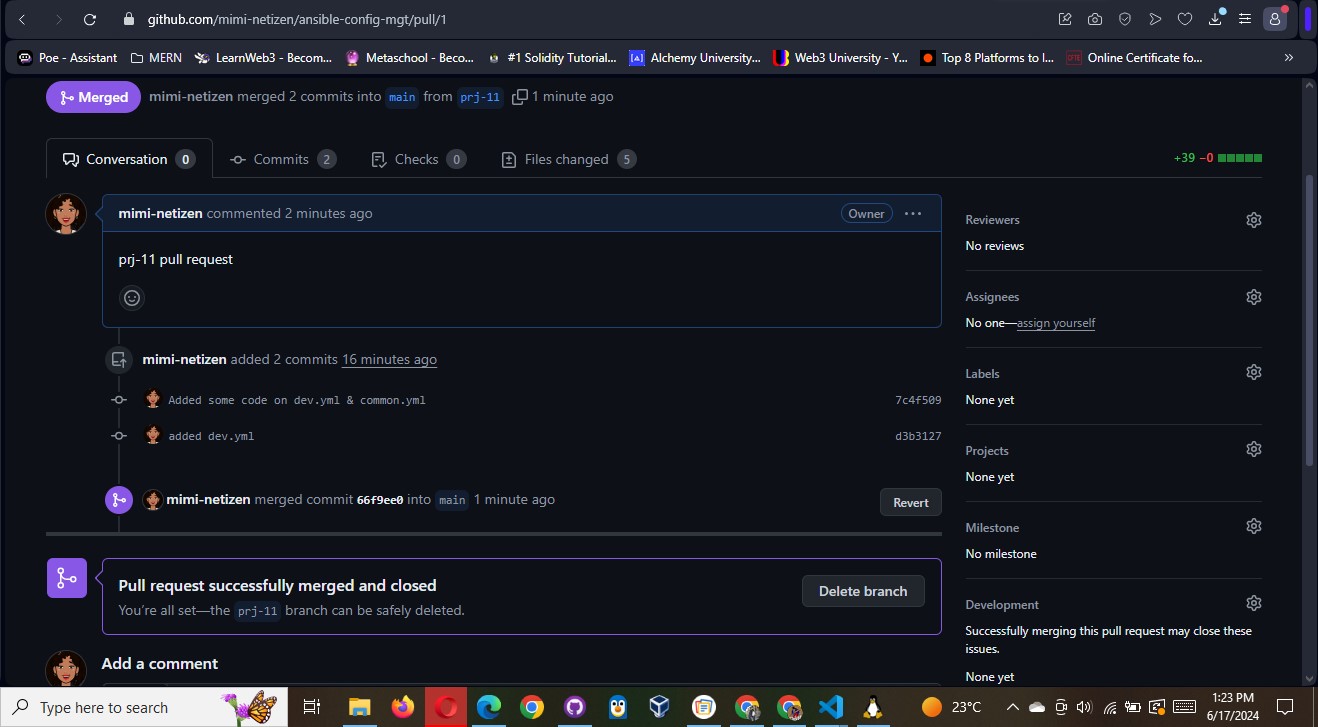 github.com/mimi-netizen/ansible-config-mgt/pull/1
Poe - Assistant MERN LearnWeb3 - Becom... Metaschool - Beco... #1 Solidity Tutorial... [A] Alchemy University,... Web3 University - Y... Top 8 Platforms to l... Online Certificate fo... »
Merged mimi-netizen merged 2 commits into main from prj-11 1 minute ago
Conversation 0 Commits 2 Checks 0 Files changed 5 +39 −0
mimi-netizen commented 2 minutes ago Owner ...
prj-11 pull request
mimi-netizen added 2 commits 16 minutes ago
Added some code on dev.yml & common.yml 7c4f509
added dev.yml d3b3127
mimi-netizen merged commit 66f9ee0 into main 1 minute ago Revert
Pull request successfully merged and closed
You're all set—the prj-11 branch can be safely deleted.
Delete branch
Add a comment
Reviewers
No reviews
Assignees
No one—assign yourself
Labels
None yet
Projects
None yet
Milestone
No milestone
Development
Successfully merging this pull request may close these
issues.
None yet
Type here to search 23°C 1:23 PM
6/17/2024